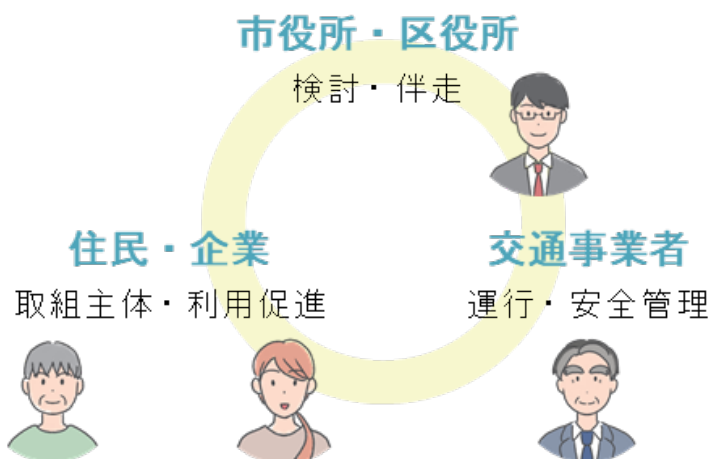 市役所・区役所
検討・伴走
住民・企業
取組主体・利用促進
交通事業者
運行・安全管理